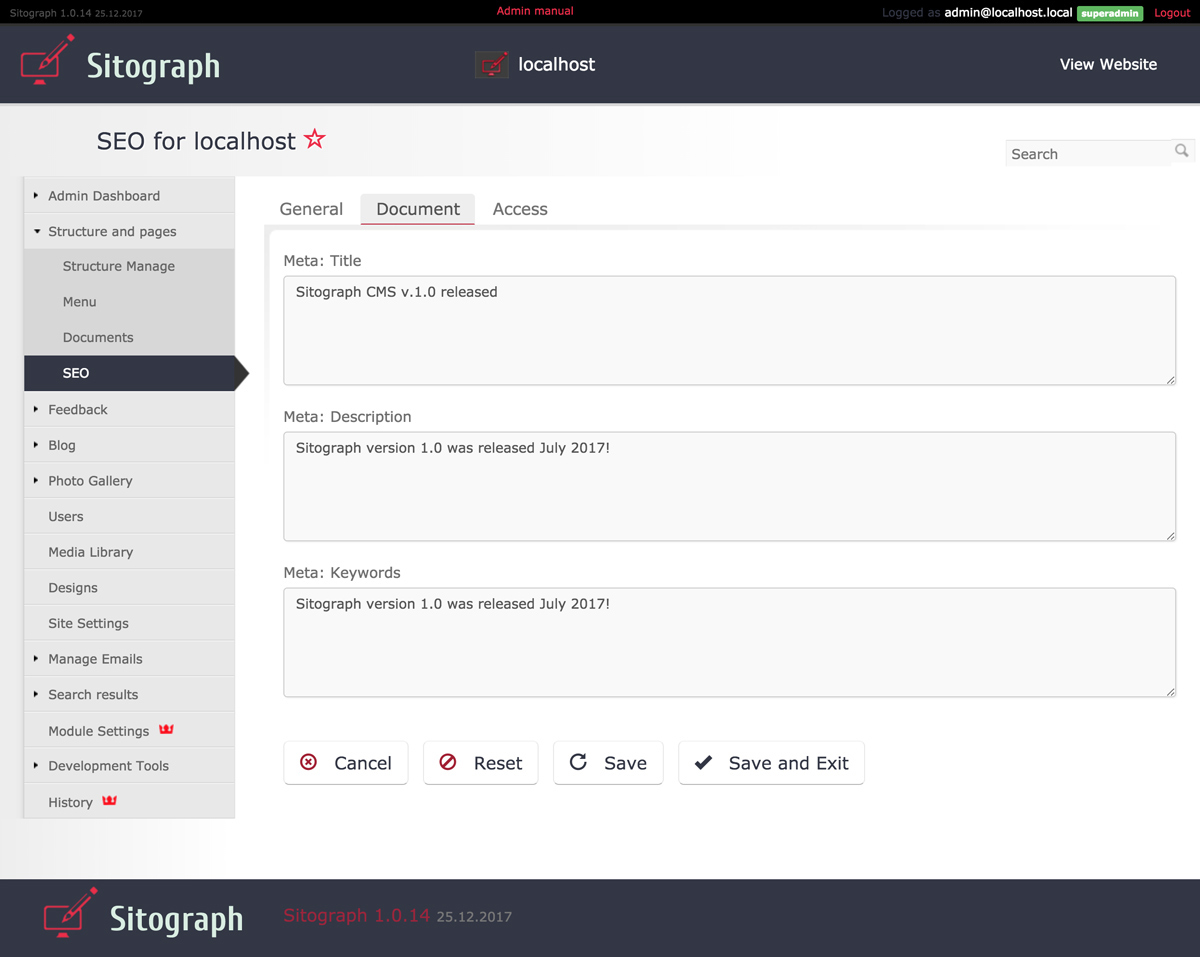 Sitograph 1.0.14 25.12.2017
Admin manual
Logged as admin@localhost.local superadmin Logout
Sitograph
localhost
View Website
SEO for localhost
Search
Admin Dashboard
Structure and pages
Structure Manage
Menu
Documents
SEO
Feedback
Blog
Photo Gallery
Users
Media Library
Designs
Site Settings
Manage Emails
Search results
Module Settings
Development Tools
History
General Document Access
Meta: Title
Sitograph CMS v.1.0 released
Meta: Description
Sitograph version 1.0 was released July 2017!
Meta: Keywords
Sitograph version 1.0 was released July 2017!
Cancel Reset Save Save and Exit
Sitograph
Sitograph 1.0.14 25.12.2017